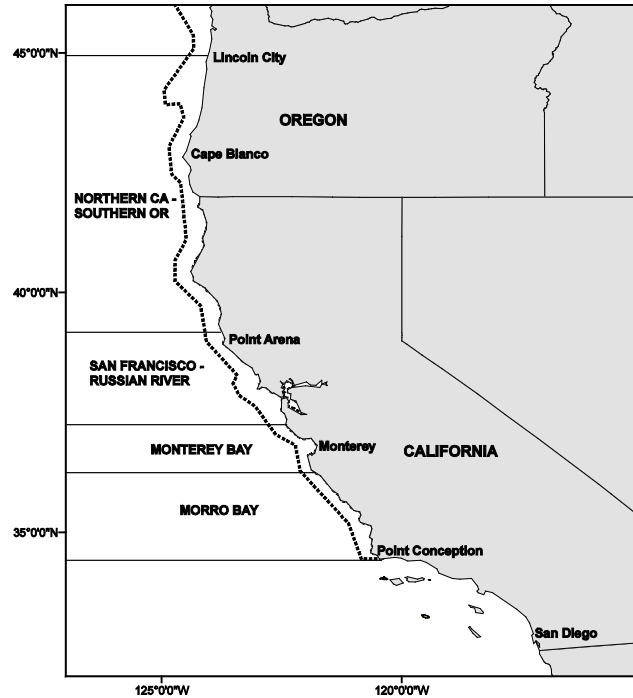 45°0'0"N
Lincoln City
OREGON
Cape Blanco
NORTHERN CA -
SOUTHERN OR
40°0'0"N
Point Arena
SAN FRANCISCO -
RUSSIAN RIVER
Monterey
MONTEREY BAY
CALIFORNIA
MORRO BAY
35°0'0"N
Point Conception
San Diego
125°0'0"W
120°0'0"W